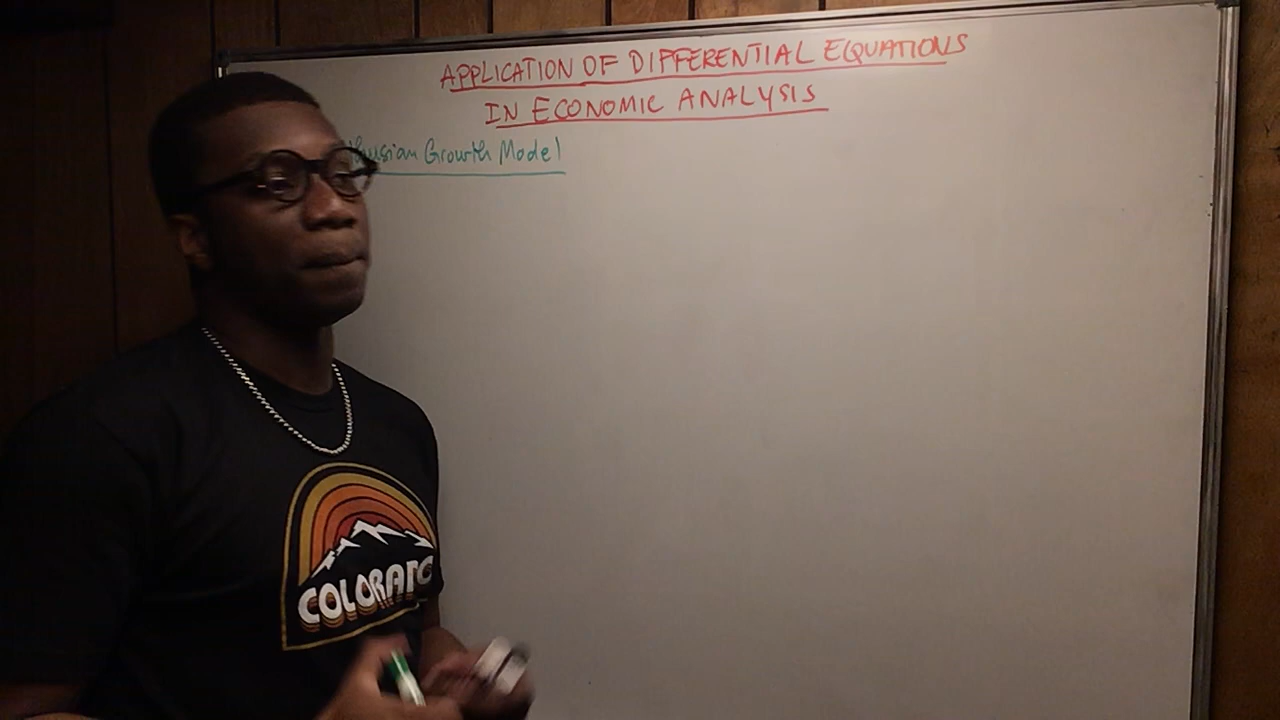 APPLICATION OF DIFFERENTIAL EQUATIONS
IN ECONOMIC ANALYSIS
Growth Model
COLORADO